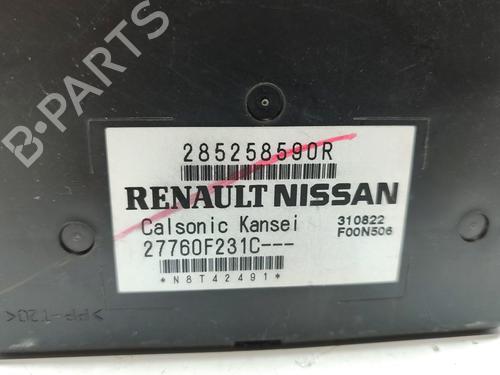 285258590R
RENAULT NISSAN
Calsonic Kansei
310822
F00N506
27760F231C---
*N8T42491*
>PP-T20<
B-PARTS